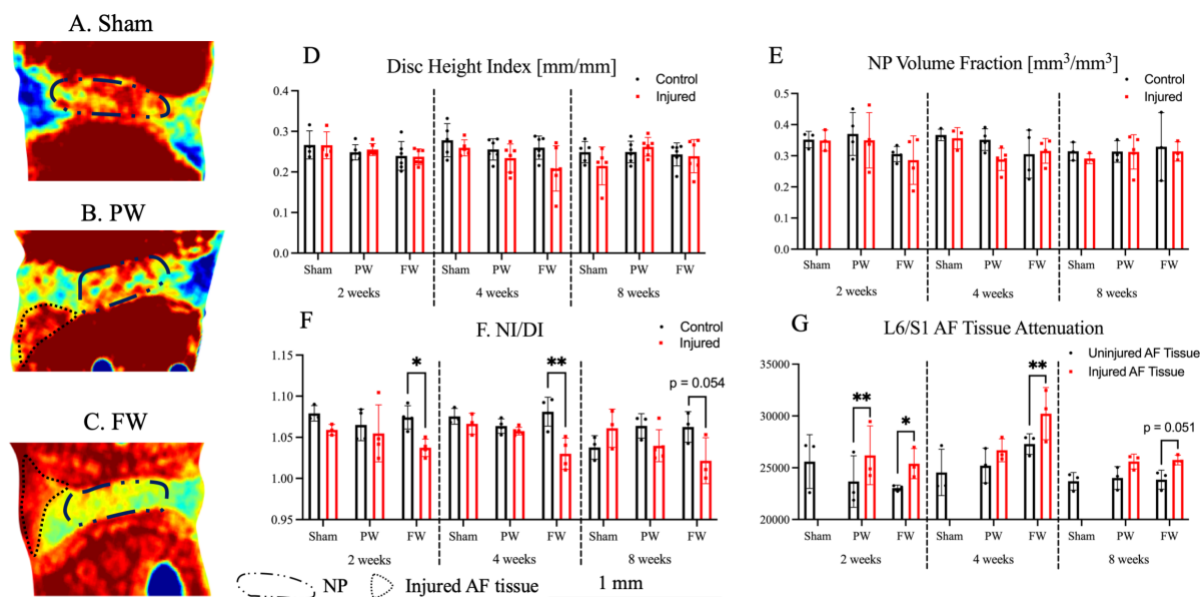 A. Sham
B. PW
C. FW
D
Disc Height Index [mm/mm]
Control
Injured
0.5
0.4
0.3
0.2
0.1
0.0
Sham PW FW Sham PW FW Sham PW FW
2 weeks 4 weeks 8 weeks
E
NP Volume Fraction [mm³/mm³]
Control
Injured
0.5
0.4
0.3
0.2
0.1
0.0
Sham PW FW Sham PW FW Sham PW FW
2 weeks 4 weeks 8 weeks
F
F. NI/DI
Control
Injured
1.15
1.10
1.05
1.00
0.95
* ** p = 0.054
Sham PW FW Sham PW FW Sham PW FW
2 weeks 4 weeks 8 weeks
G
L6/S1 AF Tissue Attenuation
Uninjured AF Tissue
Injured AF Tissue
35000
30000
25000
20000
** * ** p = 0.051
Sham PW FW Sham PW FW Sham PW FW
2 weeks 4 weeks 8 weeks
NP Injured AF tissue 1 mm